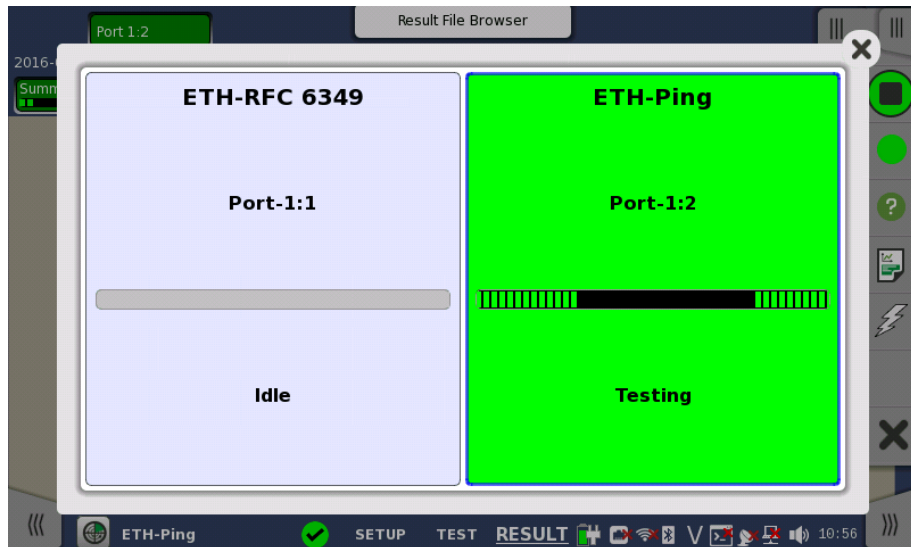 Port 1:2
Result File Browser
2016-
Summ
ETH-RFC 6349
Port-1:1
Idle
ETH-Ping
Port-1:2
Testing
?
ETH-Ping
SETUP TEST RESULT V 10:56